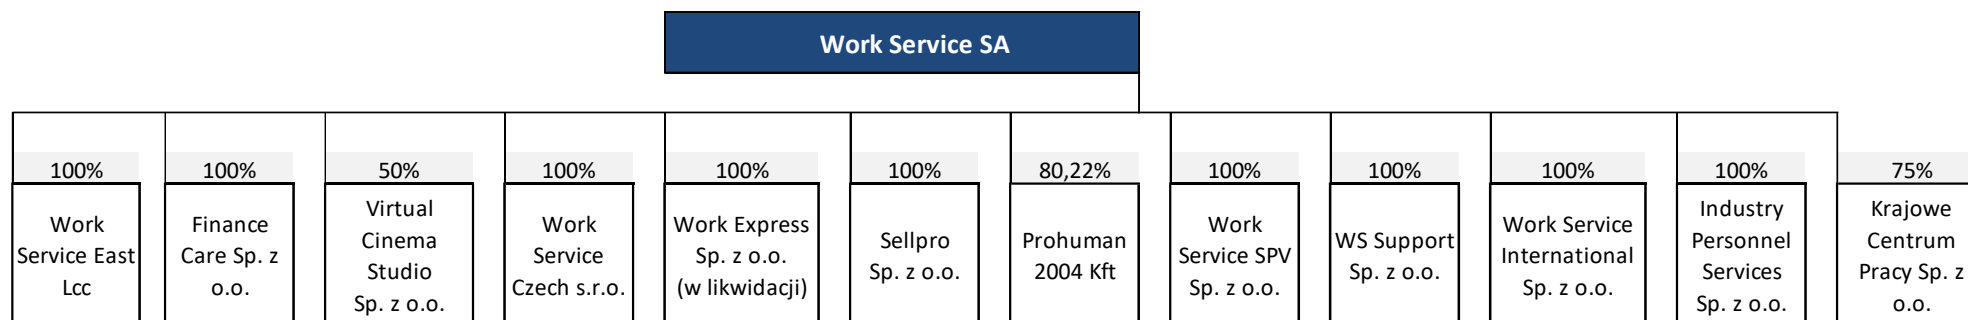 Work Service SA
100%
100%
50%
100%
100%
100%
80,22%
100%
100%
100%
100%
75%
Work
Service East
Lcc
Finance
Care Sp. z
o.o.
Virtual
Cinema
Studio
Sp. z o.o.
Work
Service
Czech s.r.o.
Work Express
Sp. z o.o.
(w likwidacji)
Sellpro
Sp. z o.o.
Prohuman
2004 Kft
Work
Service SPV
Sp. z o.o.
WS Support
Sp. z o.o.
Work Service
International
Sp. z o.o.
Industry
Personnel
Services
Sp. z o.o.
Krajowe
Centrum
Pracy Sp. z
o.o.